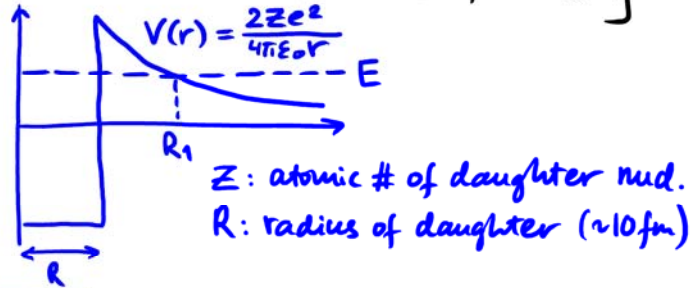 V(r) = 2Ze²/4πε₀r
E
R₁
Z: atomic # of daughter nucl.
R: radius of daughter (~10fm)
R